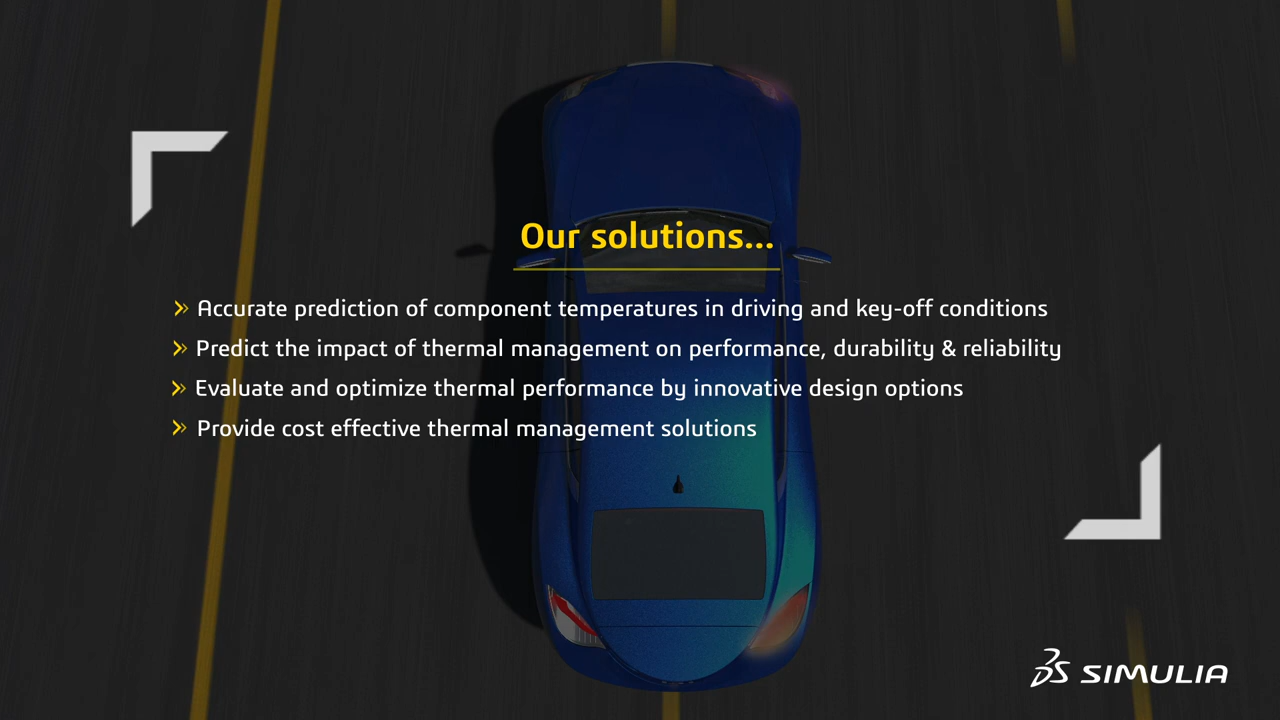 Our solutions...
» Accurate prediction of component temperatures in driving and key-off conditions
» Predict the impact of thermal management on performance, durability & reliability
» Evaluate and optimize thermal performance by innovative design options
» Provide cost effective thermal management solutions
3DS SIMULIA